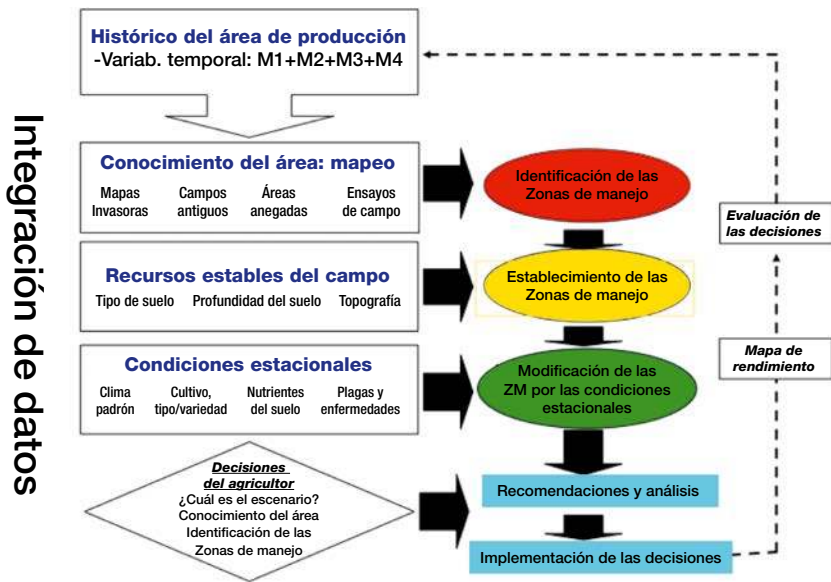 Integración de datos
Histórico del área de producción
-Variab. temporal: M1+M2+M3+M4
Conocimiento del área: mapeo
Mapas
Invasoras
Campos
antiguos
Áreas
anegadas
Ensayos
de campo
Identificación de las
Zonas de manejo
Recursos estables del campo
Tipo de suelo
Profundidad del suelo
Topografía
Establecimiento de las
Zonas de manejo
Condiciones estacionales
Clima
padrón
Cultivo,
tipo/variedad
Nutrientes
del suelo
Plagas y
enfermedades
Modificación de las
ZM por las condiciones
estacionales
Decisiones
del agricultor
¿Cuál es el escenario?
Conocimiento del área
Identificación de las
Zonas de manejo
Recomendaciones y análisis
Implementación de las decisiones
Mapa de
rendimiento
Evaluación de
las decisiones